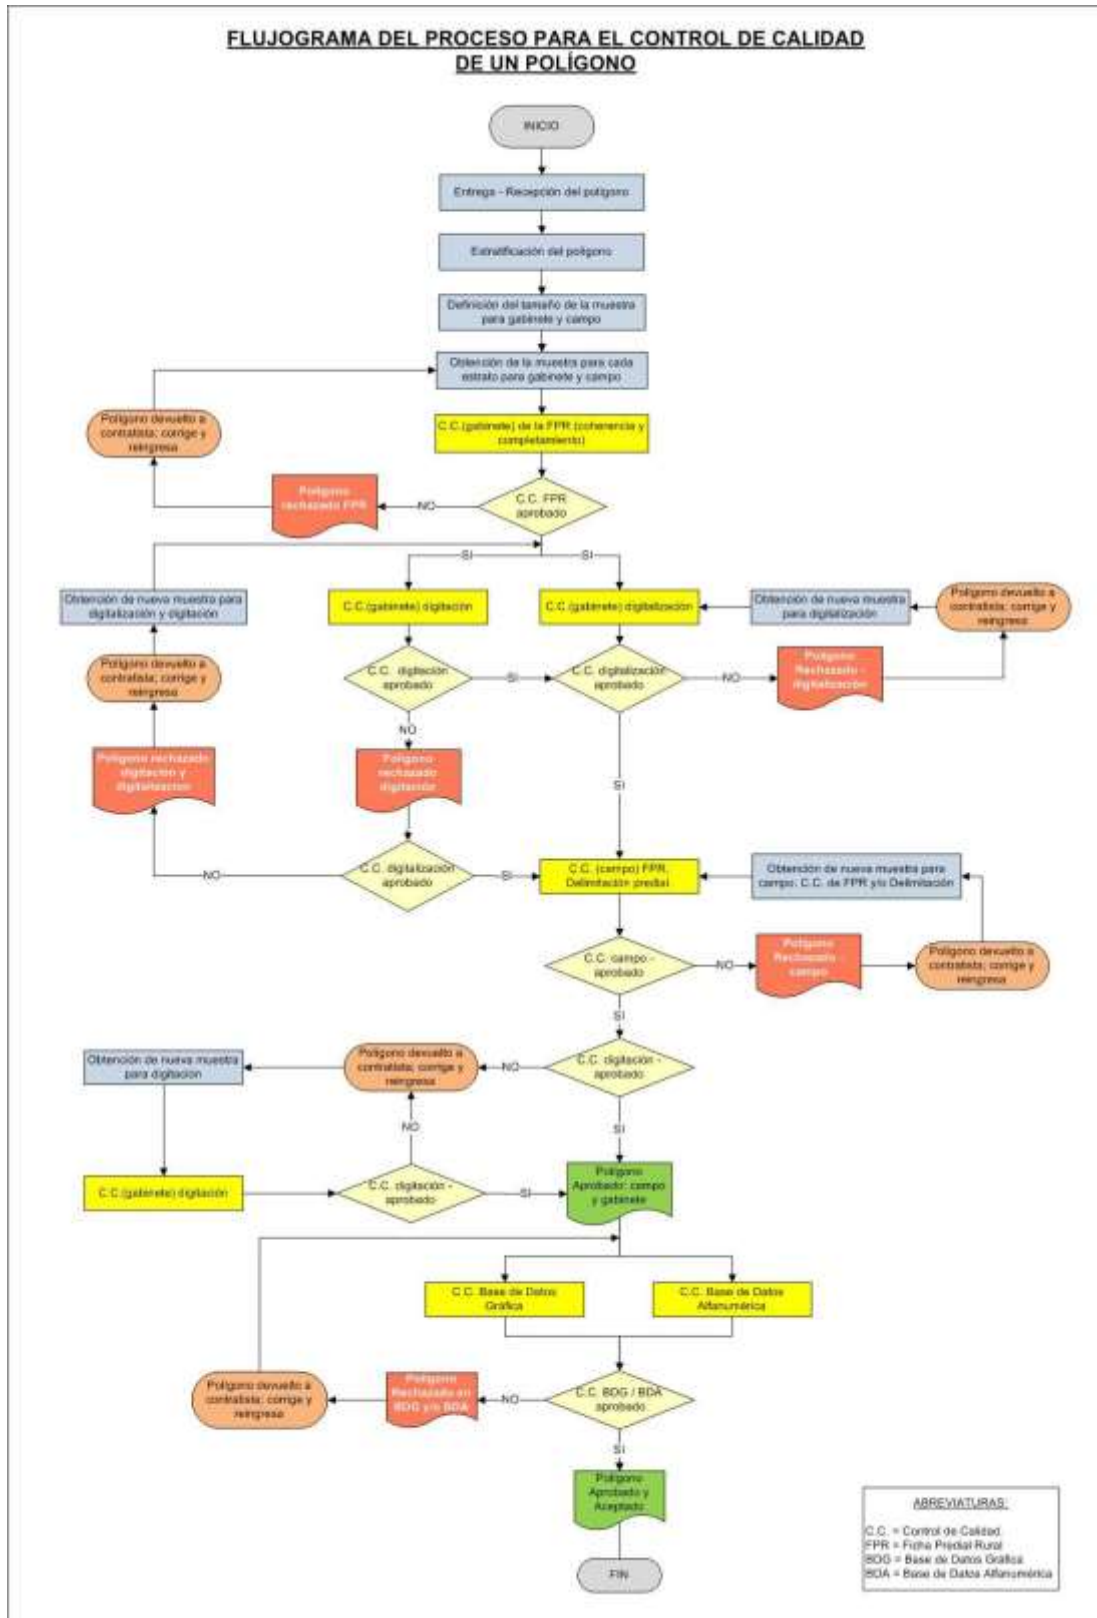 FLUJOGRAMA DEL PROCESO PARA EL CONTROL DE CALIDAD
DE UN POLÍGONO
INICIO
Entrega - Recepción del polígono
Estratificación del polígono
Definición del tamaño de la muestra
para gabinete y campo
Obtención de la muestra para cada
estrato para gabinete y campo
Polígono devuelto a
contratista; corrige y
reingresa
C.C.(gabinete) de la FPR (coherencia y
completamiento)
Polígono
rechazado FPR
NO
C.C. FPR
aprobado
SI
SI
Obtención de nueva muestra para
digitalización y digitación
C.C.(gabinete) digitación
C.C.(gabinete) digitalización
Obtención de nueva muestra
para digitalización
Polígono devuelto a
contratista; corrige y
reingresa
Polígono devuelto a
contratista; corrige y
reingresa
C.C. digitación
aprobado
SI
C.C. digitalización
aprobado
NO
Polígono
Rechazado -
digitalización
NO
Polígono rechazado
digitación y
digitalización
Polígono
rechazado
digitación
SI
NO
C.C. digitalización
aprobado
SI
C.C. (campo) FPR,
Delimitación predial
Obtención de nueva muestra para
campo: C.C. de FPR y/o Delimitación
C.C. campo -
aprobado
NO
Polígono
Rechazado -
campo
Polígono devuelto a
contratista; corrige y
reingresa
SI
Obtención de nueva muestra
para digitación
Polígono devuelto a
contratista; corrige y
reingresa
NO
C.C. digitación -
aprobado
NO
SI
C.C.(gabinete) digitación
C.C. digitación -
aprobado
SI
Polígono
Aprobado: campo
y gabinete
C.C. Base de Datos
Gráfica
C.C. Base de Datos
Alfanumérica
Polígono devuelto a
contratista; corrige y
reingresa
Polígono
Rechazado en
BDG y/o BDA
NO
C.C. BDG / BDA
aprobado
SI
Polígono
Aprobado y
Aceptado
FIN
ABREVIATURAS:
C.C. = Control de Calidad
FPR = Ficha Predial Rural
BDG = Base de Datos Gráfica
BDA = Base de Datos Alfanumérica